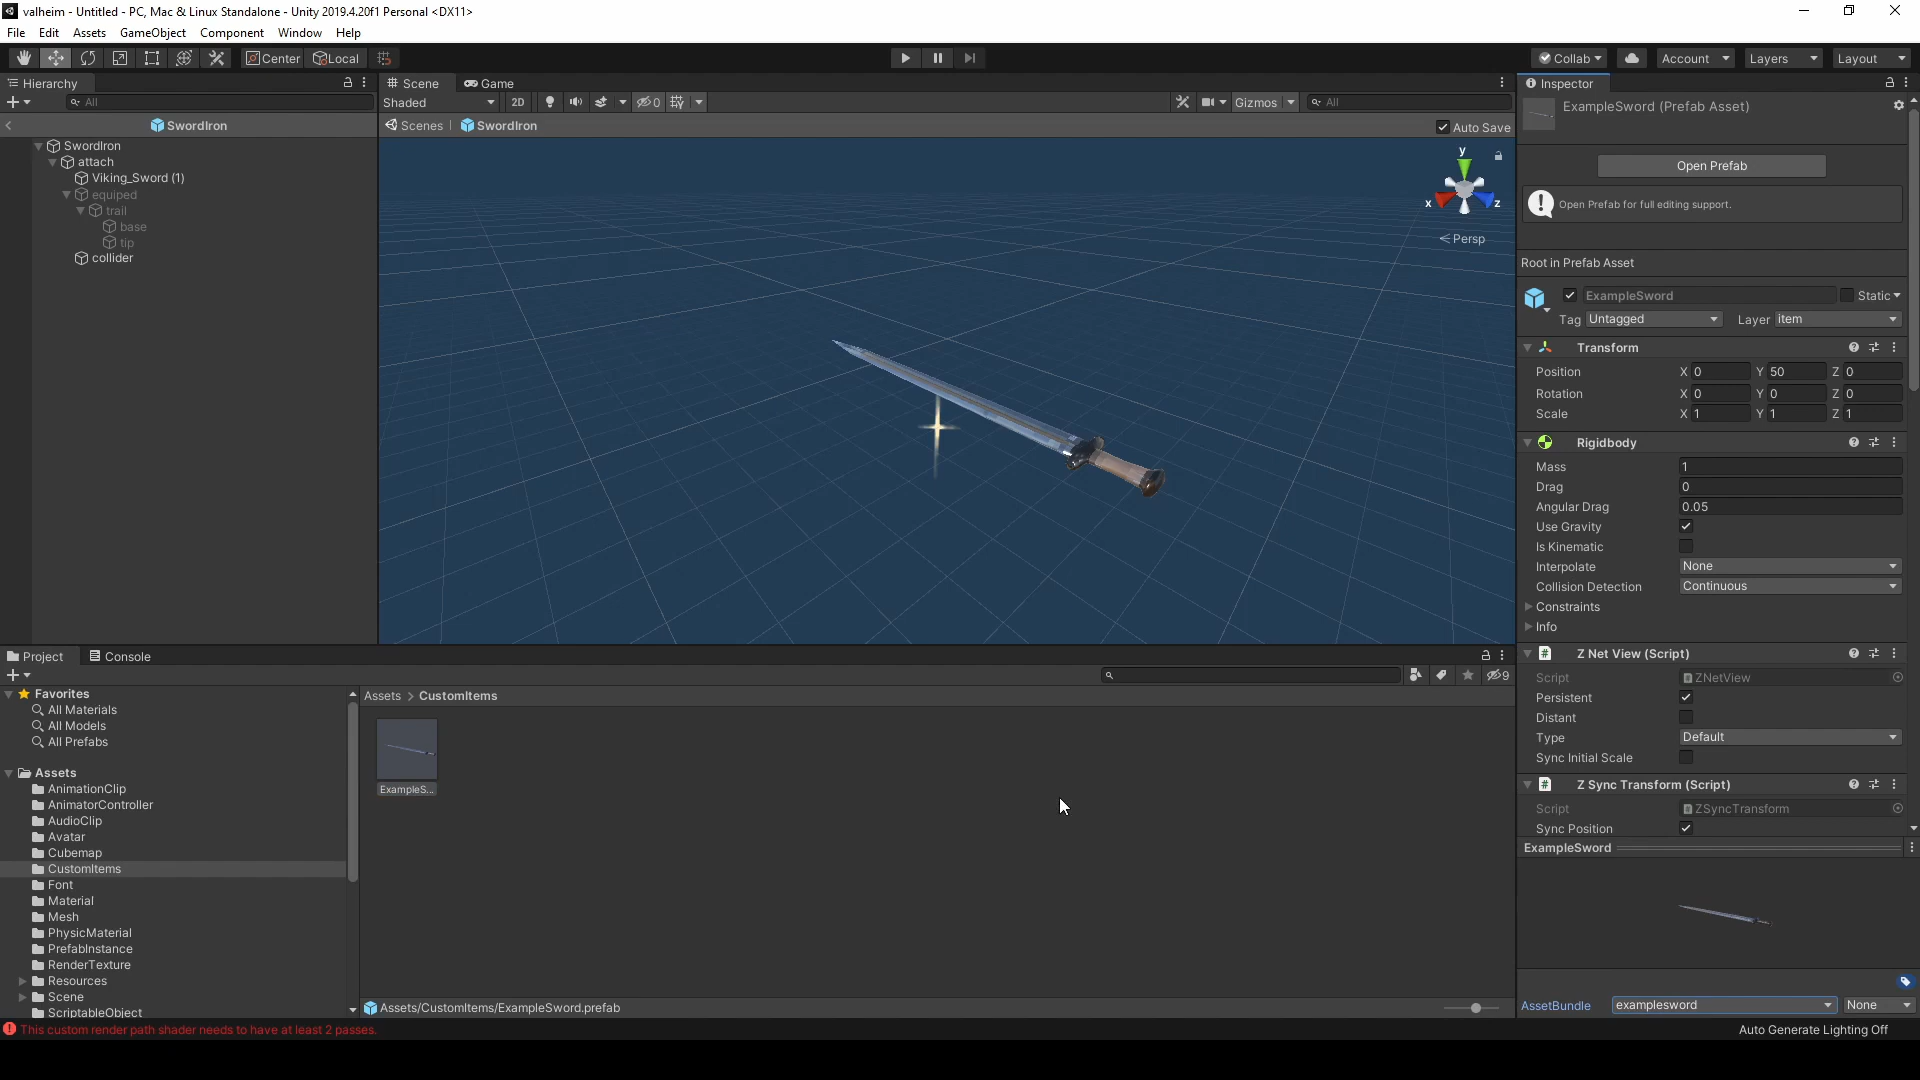 valheim - Untitled - PC, Mac & Linux Standalone - Unity 2019.4.20f1 Personal <DX11>
File Edit Assets GameObject Component Window Help
Center Local Collab Account Layers Layout
Hierarchy
All
SwordIron
SwordIron
attach
Viking_Sword (1)
equiped
trail
base
tip
collider
Scene Game
Shaded 2D 0 Gizmos All
Scenes SwordIron Auto Save
y
x z
< Persp
Project Console
9
Favorites
All Materials
All Models
All Prefabs
Assets
AnimationClip
AnimatorController
AudioClip
Avatar
Cubemap
CustomItems
Font
Material
Mesh
PhysicMaterial
PrefabInstance
RenderTexture
Resources
Scene
ScriptableObject
Assets > CustomItems
ExampleS...
Assets/CustomItems/ExampleSword.prefab
Inspector
ExampleSword (Prefab Asset)
Open Prefab
Open Prefab for full editing support.
Root in Prefab Asset
ExampleSword Static
Tag Untagged Layer item
Transform
Position X 0 Y 50 Z 0
Rotation X 0 Y 0 Z 0
Scale X 1 Y 1 Z 1
Rigidbody
Mass 1
Drag 0
Angular Drag 0.05
Use Gravity
Is Kinematic
Interpolate None
Collision Detection Continuous
Constraints
Info
# Z Net View (Script)
Script ZNetView
Persistent
Distant
Type Default
Sync Initial Scale
# Z Sync Transform (Script)
Script ZSyncTransform
Sync Position
ExampleSword
AssetBundle examplesword None
This custom render path shader needs to have at least 2 passes.
Auto Generate Lighting Off